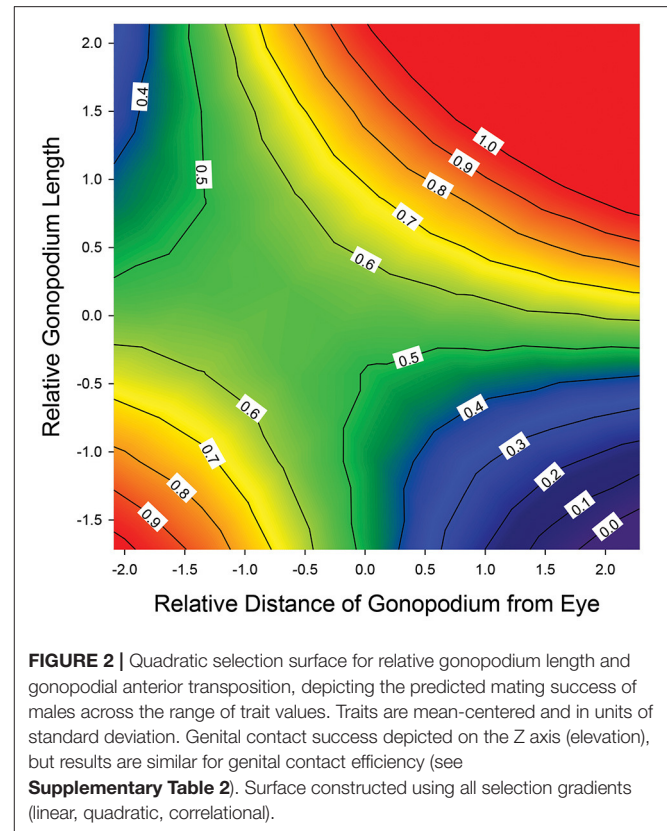 2.0
1.5
1.0
0.5
0.0
-0.5
-1.0
-1.5
Relative Gonopodium Length
0.4
0.5
1.0
0.9
0.8
0.7
0.6
0.5
0.4
0.3
0.2
0.1
0.0
0.6
0.7
0.8
0.9
-2.0 -1.5 -1.0 -0.5 0.0 0.5 1.0 1.5 2.0
Relative Distance of Gonopodium from Eye
FIGURE 2 | Quadratic selection surface for relative gonopodium length and
gonopodial anterior transposition, depicting the predicted mating success of
males across the range of trait values. Traits are mean-centered and in units of
standard deviation. Genital contact success depicted on the Z axis (elevation),
but results are similar for genital contact efficiency (see
Supplementary Table 2). Surface constructed using all selection gradients
(linear, quadratic, correlational).